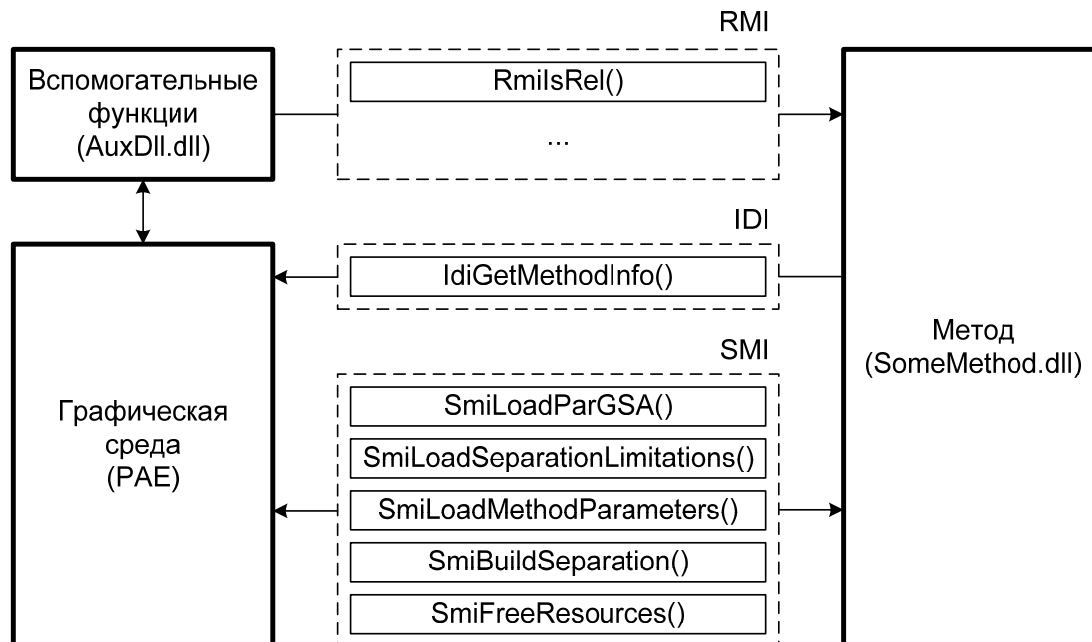 RMI
Вспомогательные
функции
(AuxDll.dll)
RmiIsRel()
...
IDI
IdiGetMethodInfo()
SMI
SmiLoadParGSA()
SmiLoadSeparationLimitations()
SmiLoadMethodParameters()
SmiBuildSeparation()
SmiFreeResources()
Графическая
среда
(PAE)
Метод
(SomeMethod.dll)